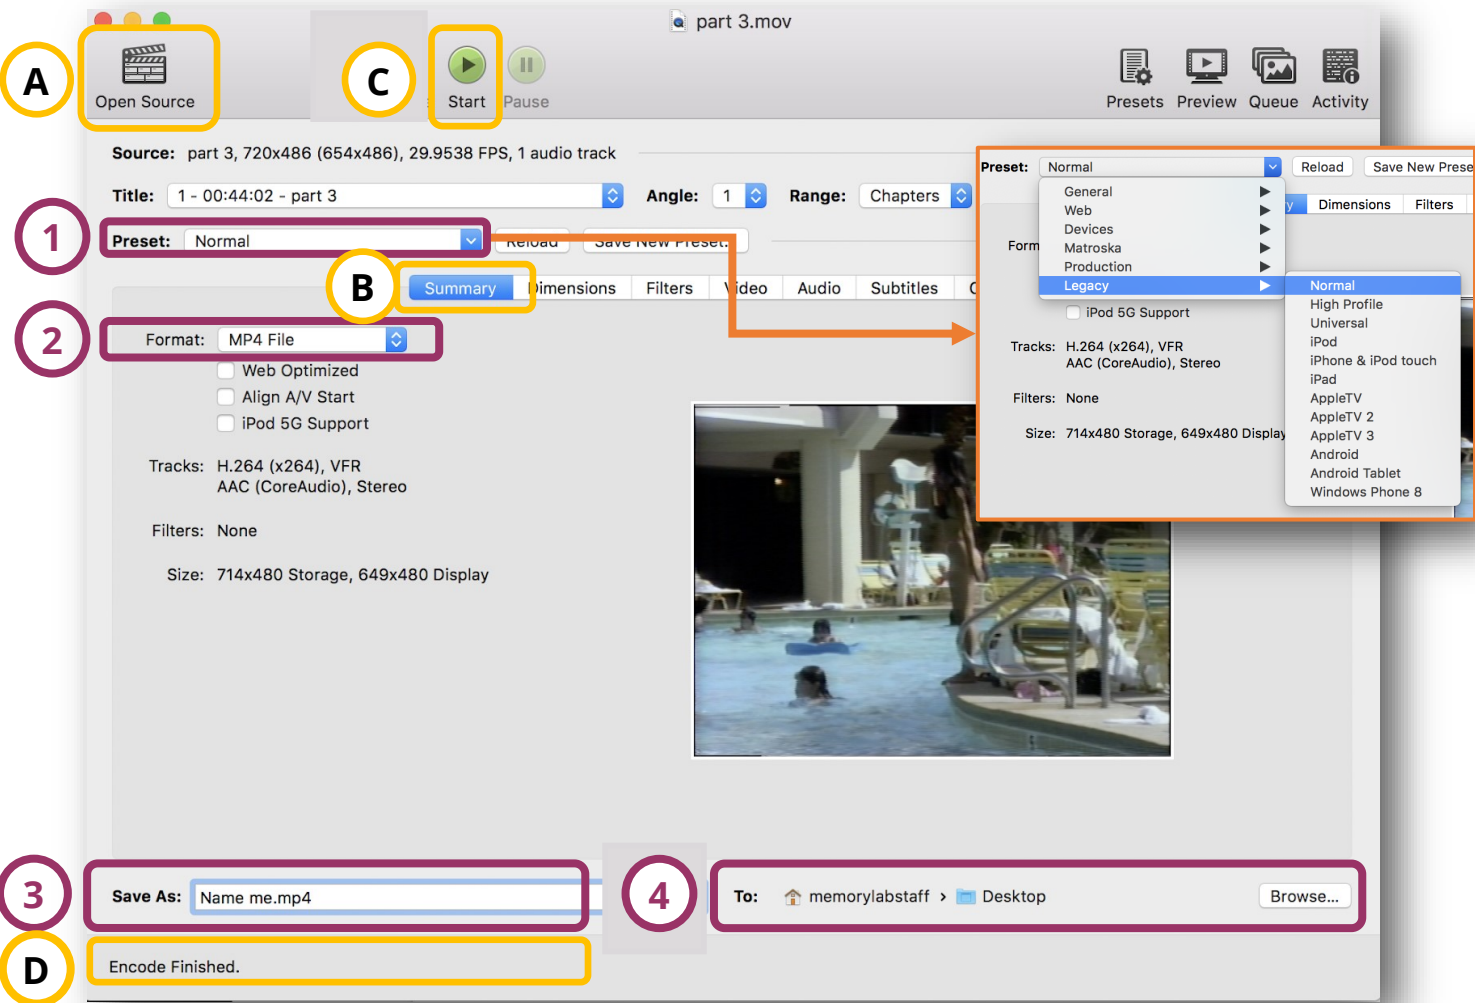 part 3.mov
A
Open Source
C
Start
Pause
Presets
Preview
Queue
Activity
Source: part 3, 720x486 (654x486), 29.9538 FPS, 1 audio track
Title: 1 - 00:44:02 - part 3
Angle: 1
Range: Chapters
1
Preset: Normal
Reload
Save New Preset...
B
Summary
Dimensions
Filters
Video
Audio
Subtitles
2
Format: MP4 File
Web Optimized
Align A/V Start
iPod 5G Support
Tracks: H.264 (x264), VFR
AAC (CoreAudio), Stereo
Filters: None
Size: 714x480 Storage, 649x480 Display
Preset: Normal
Reload
Save New Prese
General
Web
Devices
Matroska
Production
Legacy
y
Dimensions
Filters
Form
iPod 5G Support
Tracks: H.264 (x264), VFR
AAC (CoreAudio), Stereo
Filters: None
Size: 714x480 Storage, 649x480 Display
Normal
High Profile
Universal
iPod
iPhone & iPod touch
iPad
AppleTV
AppleTV 2
AppleTV 3
Android
Android Tablet
Windows Phone 8
3
Save As: Name me.mp4
4
To: memorylabstaff › Desktop
Browse...
D
Encode Finished.